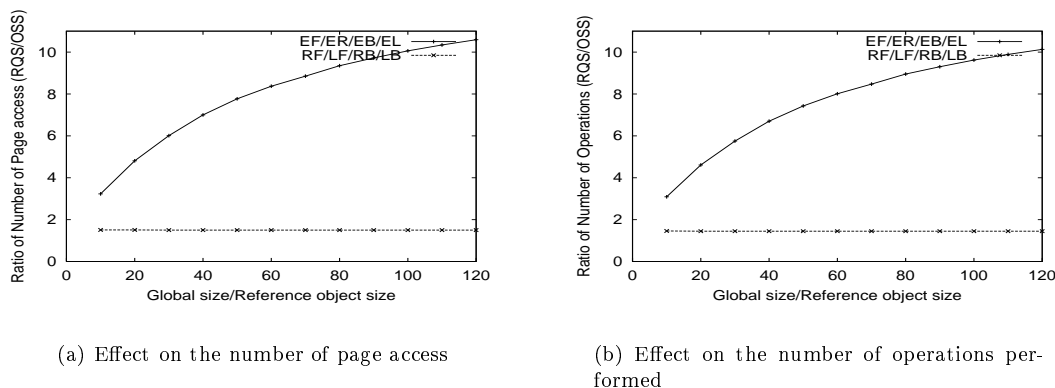 Ratio of Number of Page access (RQS/OSS)
10
8
6
4
2
0
EF/ER/EB/EL
RF/LF/RB/LB
0 20 40 60 80 100 120
Global size/Reference object size
(a) Effect on the number of page access
Ratio of Number of Operations (RQS/OSS)
10
8
6
4
2
0
EF/ER/EB/EL
RF/LF/RB/LB
0 20 40 60 80 100 120
Global size/Reference object size
(b) Effect on the number of operations per-
formed